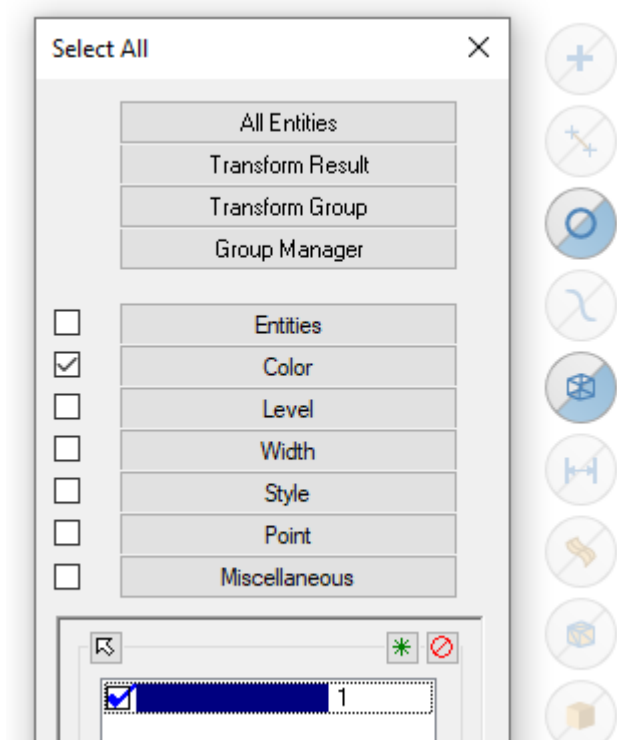 Select All
All Entities
Transform Result
Transform Group
Group Manager
Entities
Color
Level
Width
Style
Point
Miscellaneous
1